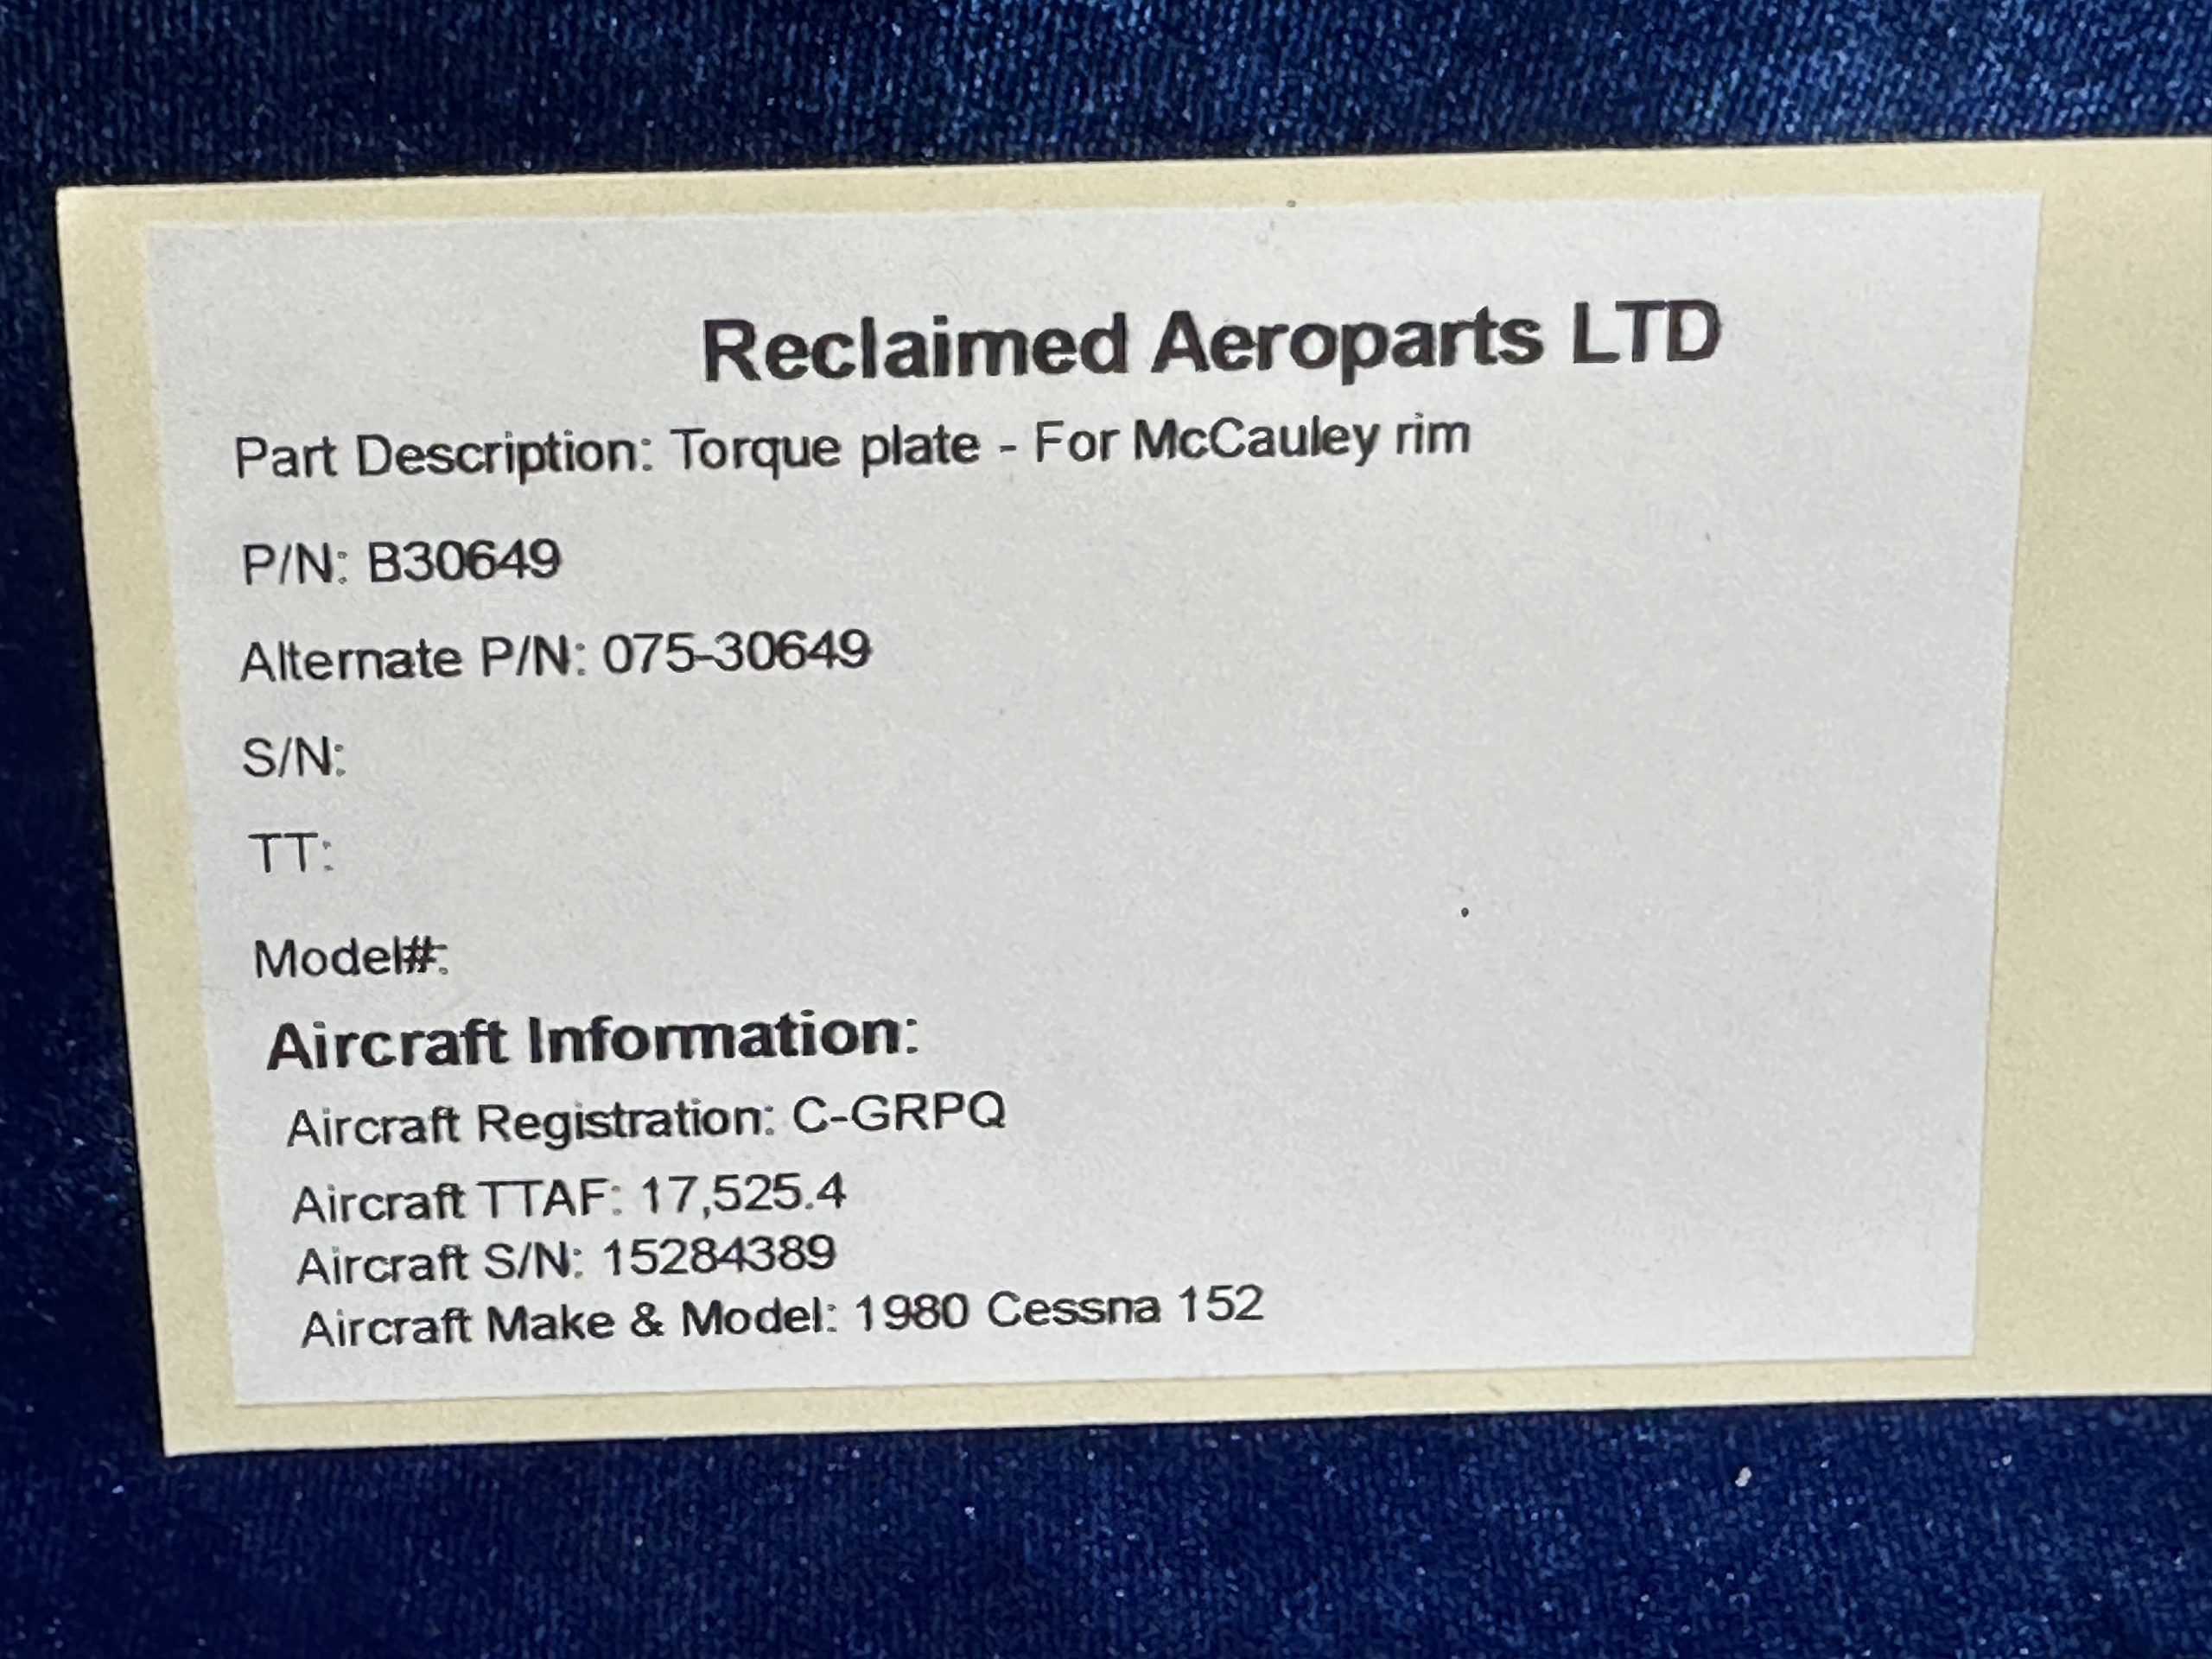 Reclaimed Aeroparts LTD
Part Description: Torque plate - For McCauley rim
P/N: B30649
Alternate P/N: 075-30649
S/N:
TT:
Model#:
Aircraft Information:
Aircraft Registration: C-GRPQ
Aircraft TTAF: 17,525.4
Aircraft S/N: 15284389
Aircraft Make & Model: 1980 Cessna 152